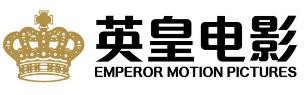 英皇电影
EMPEROR MOTION PICTURES